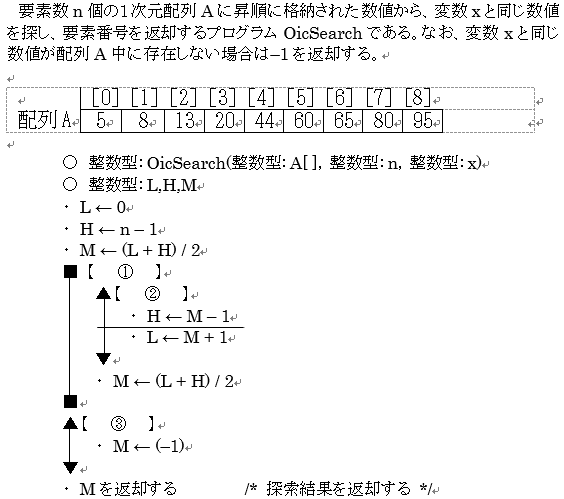 要素数 n 個の1次元配列 A に昇順に格納された数値から、変数 x と同じ数値
を探し、要素番号を返却するプログラム OicSearch である。なお、変数 x と同じ
数値が配列 A 中に存在しない場合は–1 を返却する。↵
↵
[0] [1] [2] [3] [4] [5] [6] [7] [8]
配列 A 5 8 13 20 44 60 65 80 95
↵
○ 整数型: OicSearch(整数型: A[ ], 整数型: n, 整数型: x)↵
○ 整数型: L,H,M↵
・ L ← 0↵
・ H ← n – 1↵
・ M ← (L + H) / 2↵
■【 ① 】↵
▲【 ② 】↵
・ H ← M – 1↵
・ L ← M + 1↵
▼↵
・ M ← (L + H) / 2↵
■↵
▲【 ③ 】↵
・ M ← (–1)↵
▼↵
・ M を返却する /* 探索結果を返却する */↵